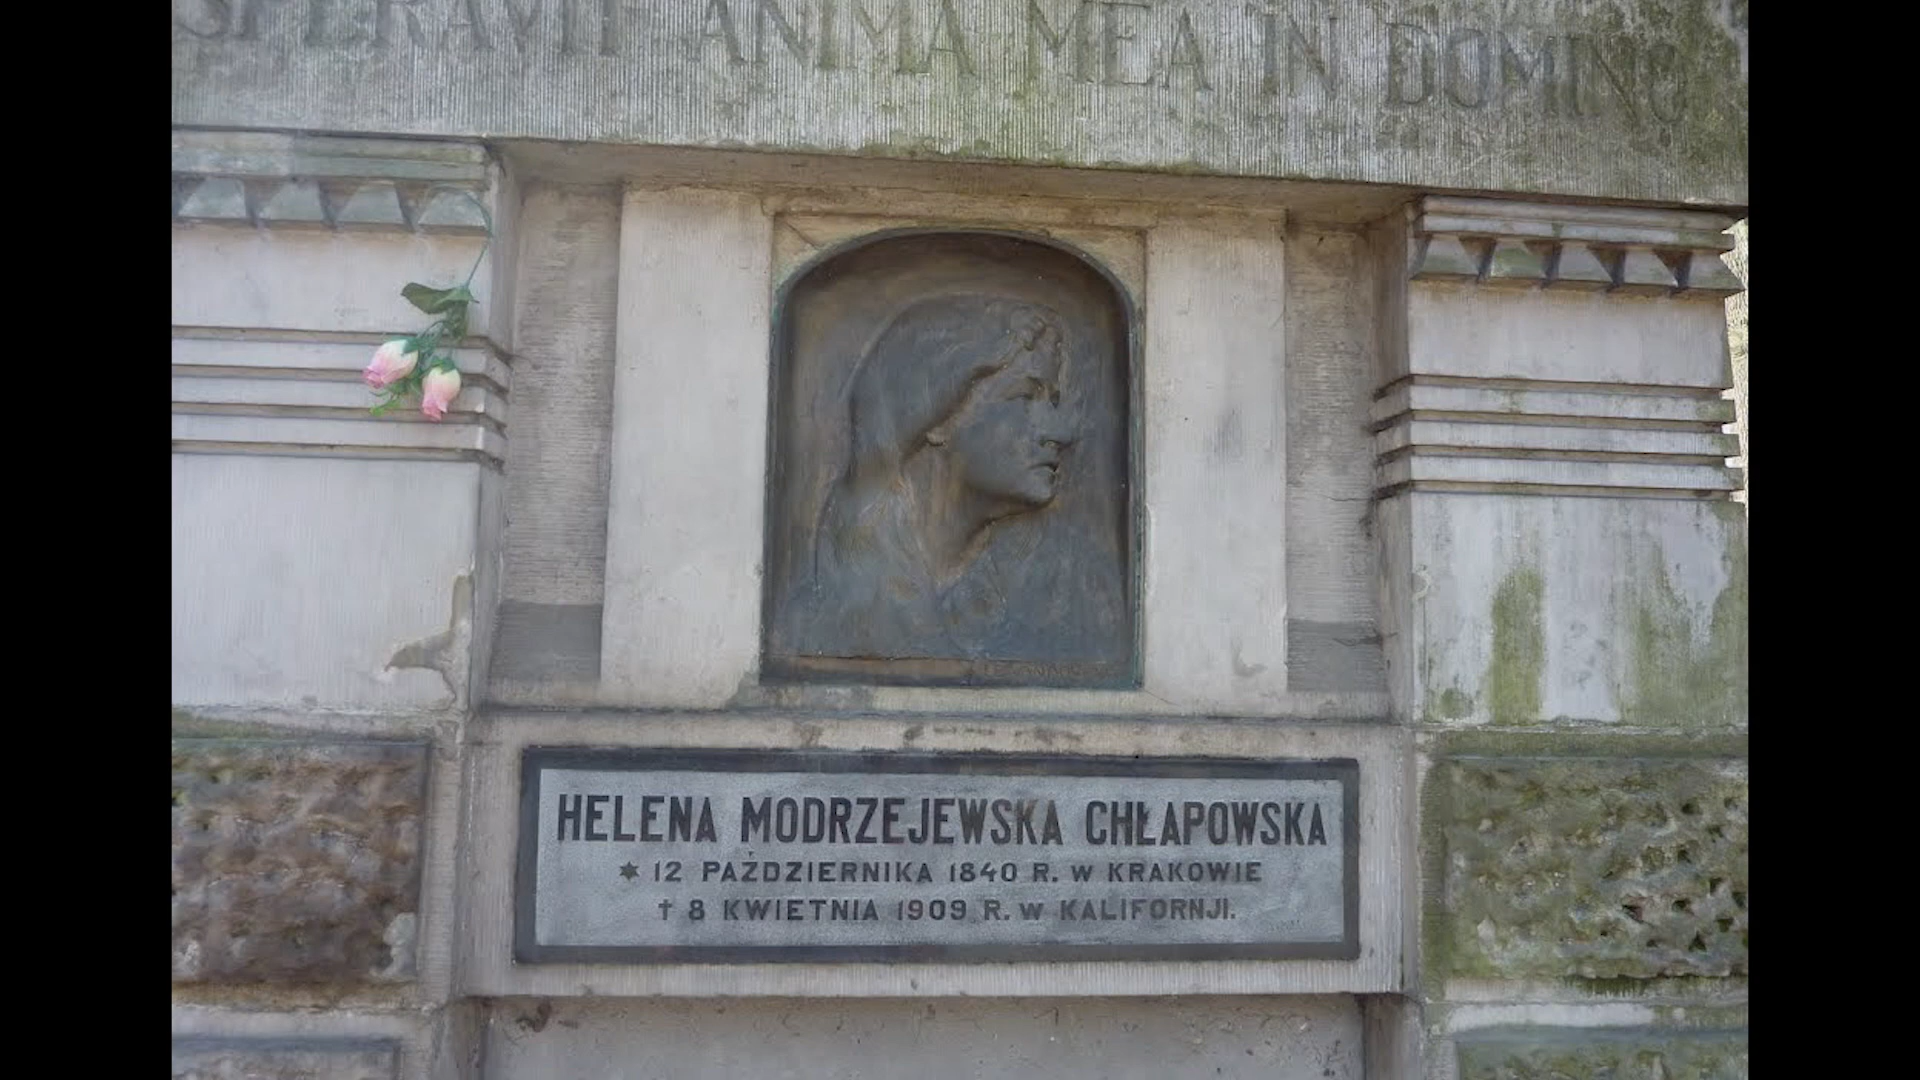 SPERAVIT ANIMA MEA IN DOMINO
HELENA MODRZEJEWSKA CHŁAPOWSKA
✶ 12 PAŹDZIERNIKA 1840 R. W KRAKOWIE
† 8 KWIETNIA 1909 R. W KALIFORNJI.